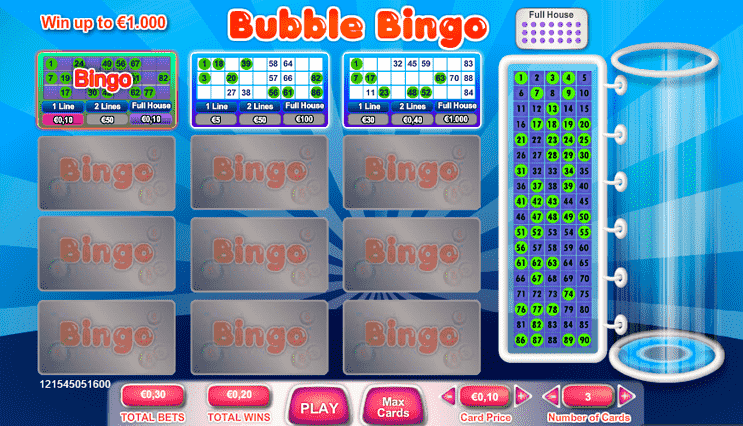 Win up to €1.000
Bubble Bingo
Full House
1 24 49 56 67
7 19 82
17 62 77
Bingo
1 Line 2 Lines Full House
€0,10 €50 €0,10
1 18 39 58 64
3 20 57 66 82
27 38 56 61 86
1 Line 2 Lines Full House
€5 €50 €100
1 32 45 59 83
7 17 63 70 88
11 23 48 52 84
1 Line 2 Lines Full House
€30 €0,40 €1.000
Bingo Bingo Bingo
Bingo Bingo Bingo
Bingo Bingo Bingo
1 2 3 4 5
6 7 8 9 10
11 12 13 14 15
16 17 18 19 20
21 22 23 24 25
26 27 28 29 30
31 32 33 34 35
36 37 38 39 40
41 42 43 44 45
46 47 48 49 50
51 52 53 54 55
56 57 58 59 60
61 62 63 64 65
66 67 68 69 70
71 72 73 74 75
76 77 78 79 80
81 82 83 84 85
86 87 88 89 90
121545051600
€0,30 €0,20 PLAY Max Cards €0,10 3
TOTAL BETS TOTAL WINS Card Price Number of Cards